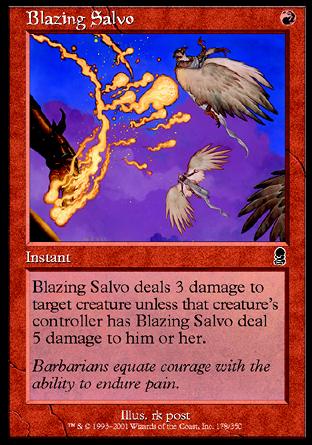 Blazing Salvo
Instant
Blazing Salvo deals 3 damage to
target creature unless that creature's
controller has Blazing Salvo deal
5 damage to him or her.
Barbarians equate courage with the
ability to endure pain.
Illus. rk post
™ & © 1993–2001 Wizards of the Coast, Inc. 178/350